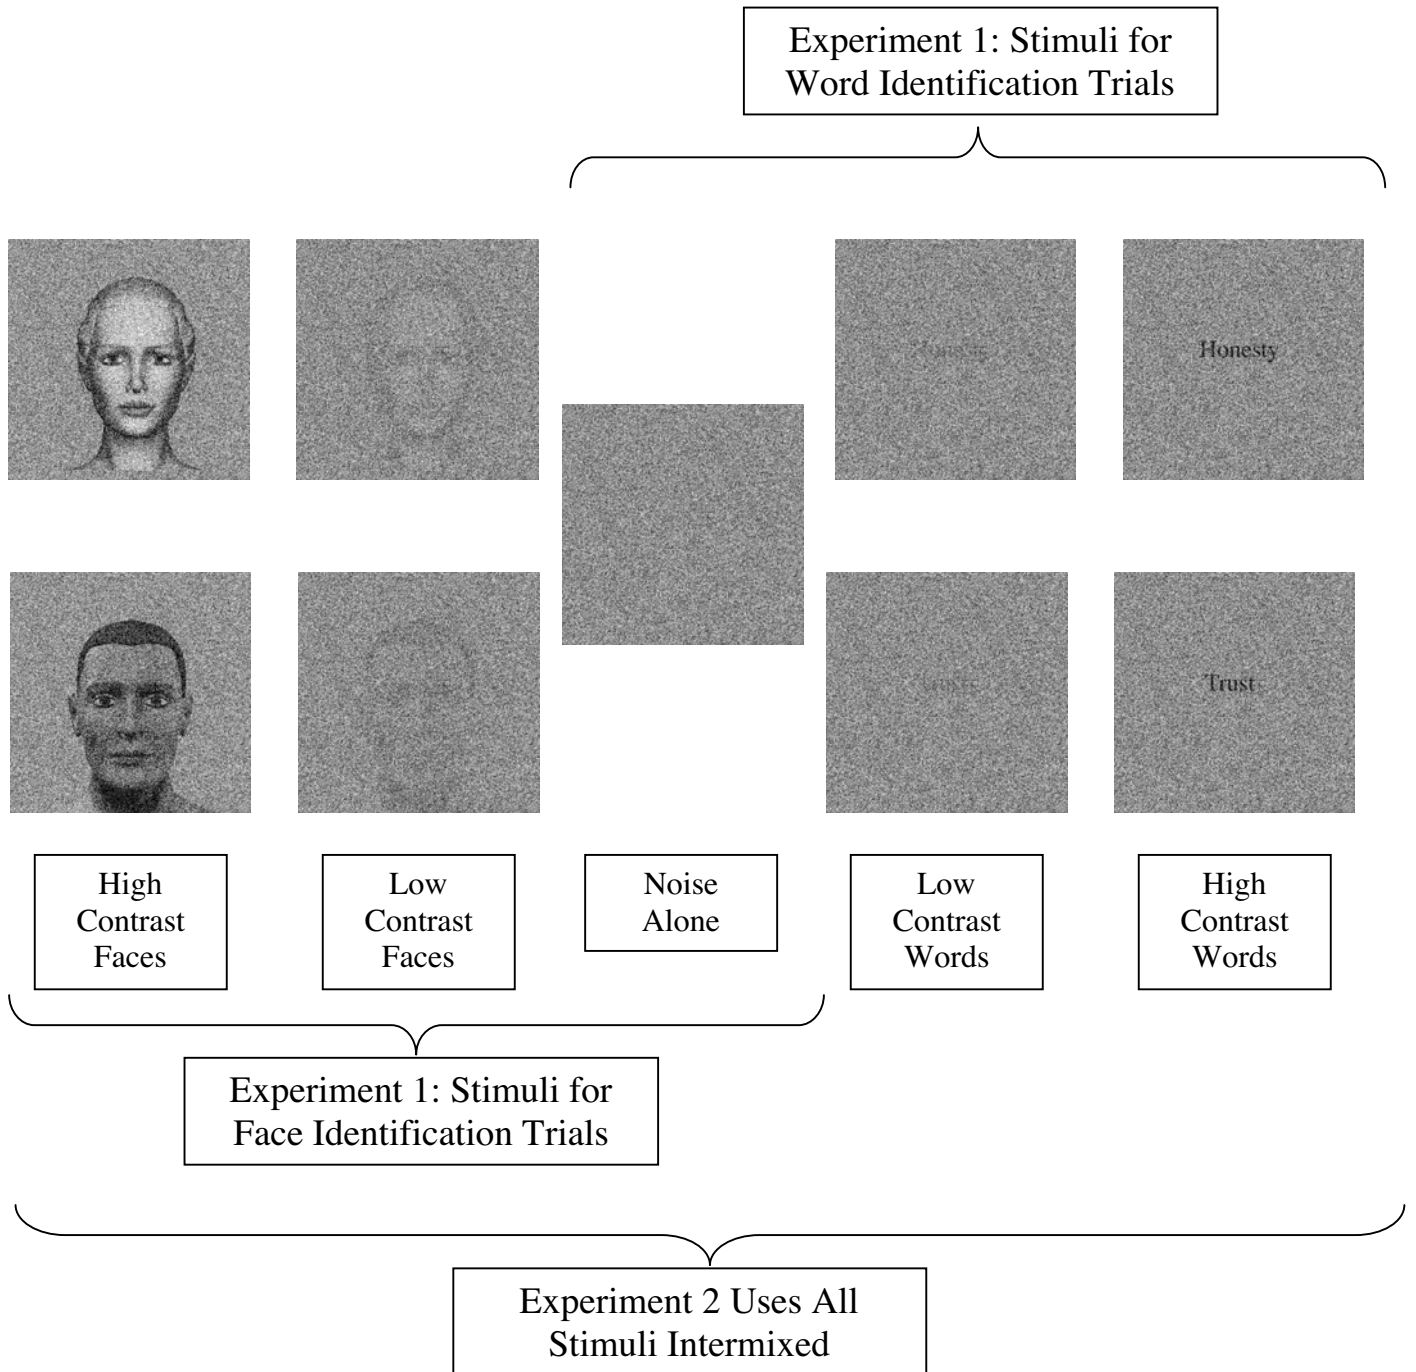 Experiment 1: Stimuli for
Word Identification Trials
Honesty
Trust
High
Contrast
Faces
Low
Contrast
Faces
Noise
Alone
Low
Contrast
Words
High
Contrast
Words
Experiment 1: Stimuli for
Face Identification Trials
Experiment 2 Uses All
Stimuli Intermixed